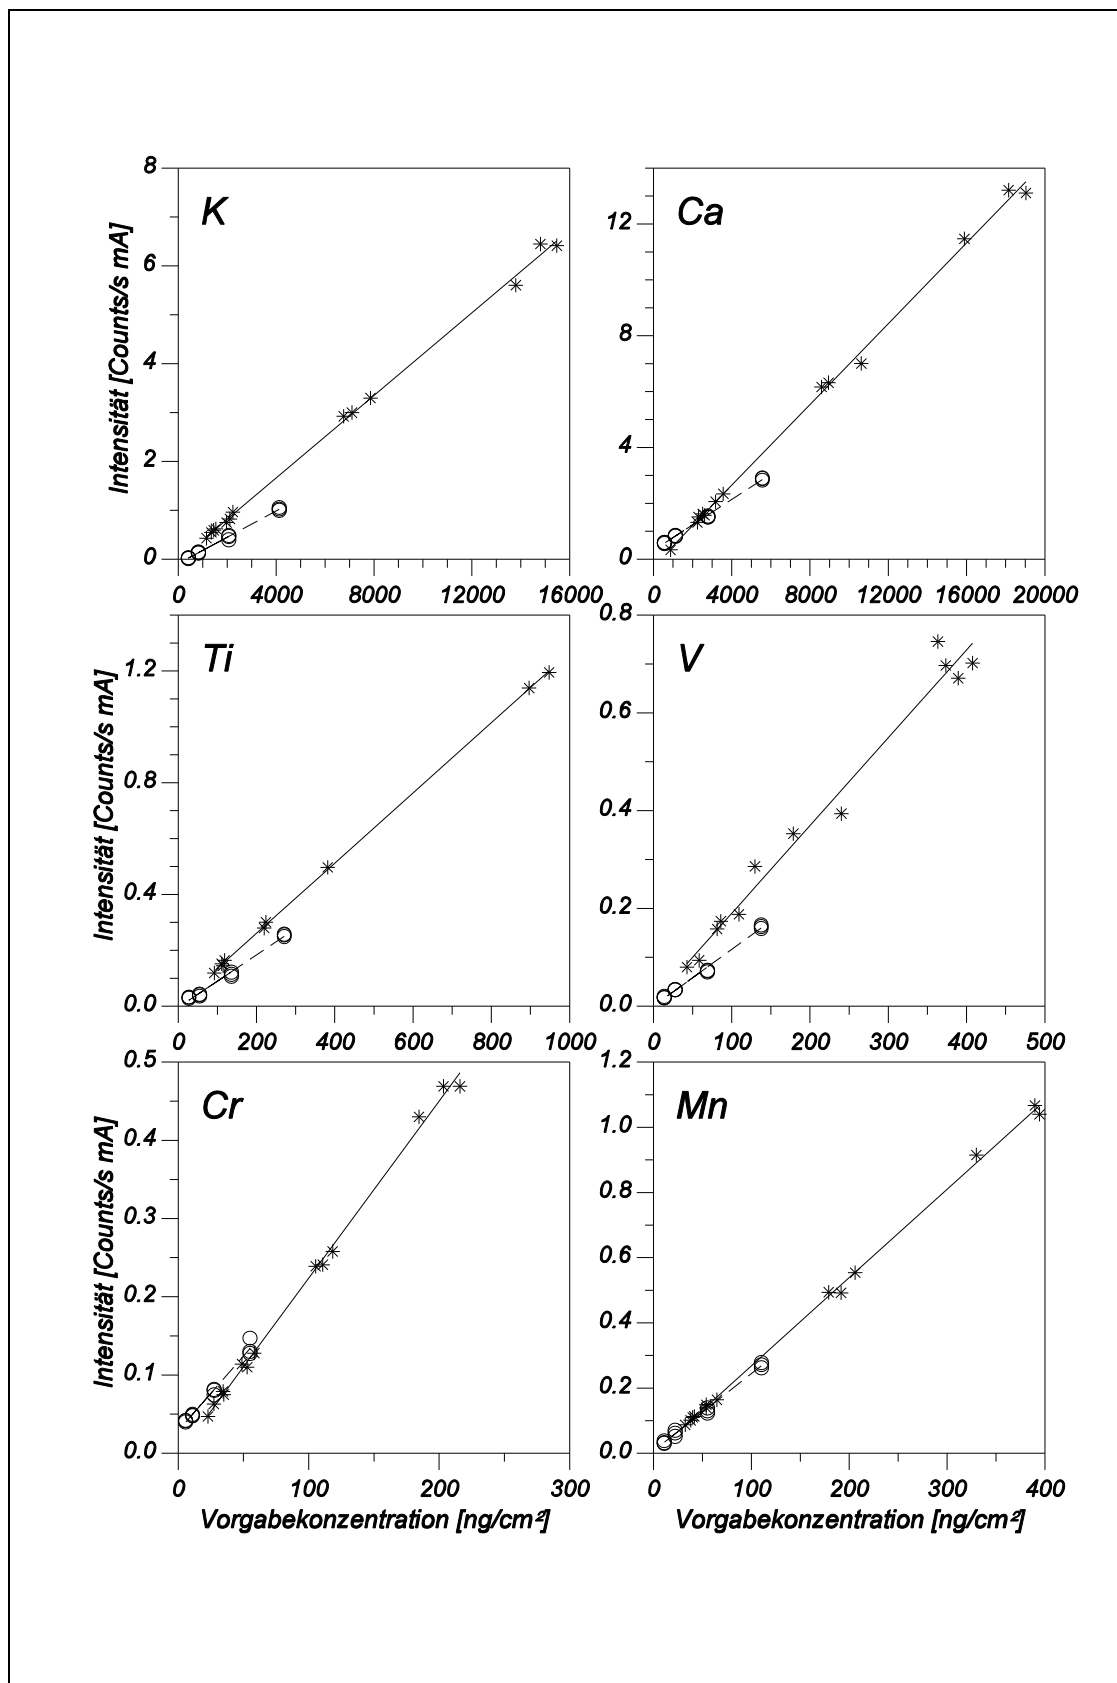 8
6
4
2
0
Intensität [Counts/s mA]
K
0 4000 8000 12000 16000
12
8
4
0
Ca
0 4000 8000 12000 16000 20000
1.2
0.8
0.4
0.0
Intensität [Counts/s mA]
Ti
0 200 400 600 800 1000
0.8
0.6
0.4
0.2
0.0
V
0 100 200 300 400 500
0.5
0.4
0.3
0.2
0.1
0.0
Intensität [Counts/s mA]
Cr
0 100 200 300
Vorgabekonzentration [ng/cm²]
1.2
1.0
0.8
0.6
0.4
0.2
0.0
Mn
0 100 200 300 400
Vorgabekonzentration [ng/cm²]